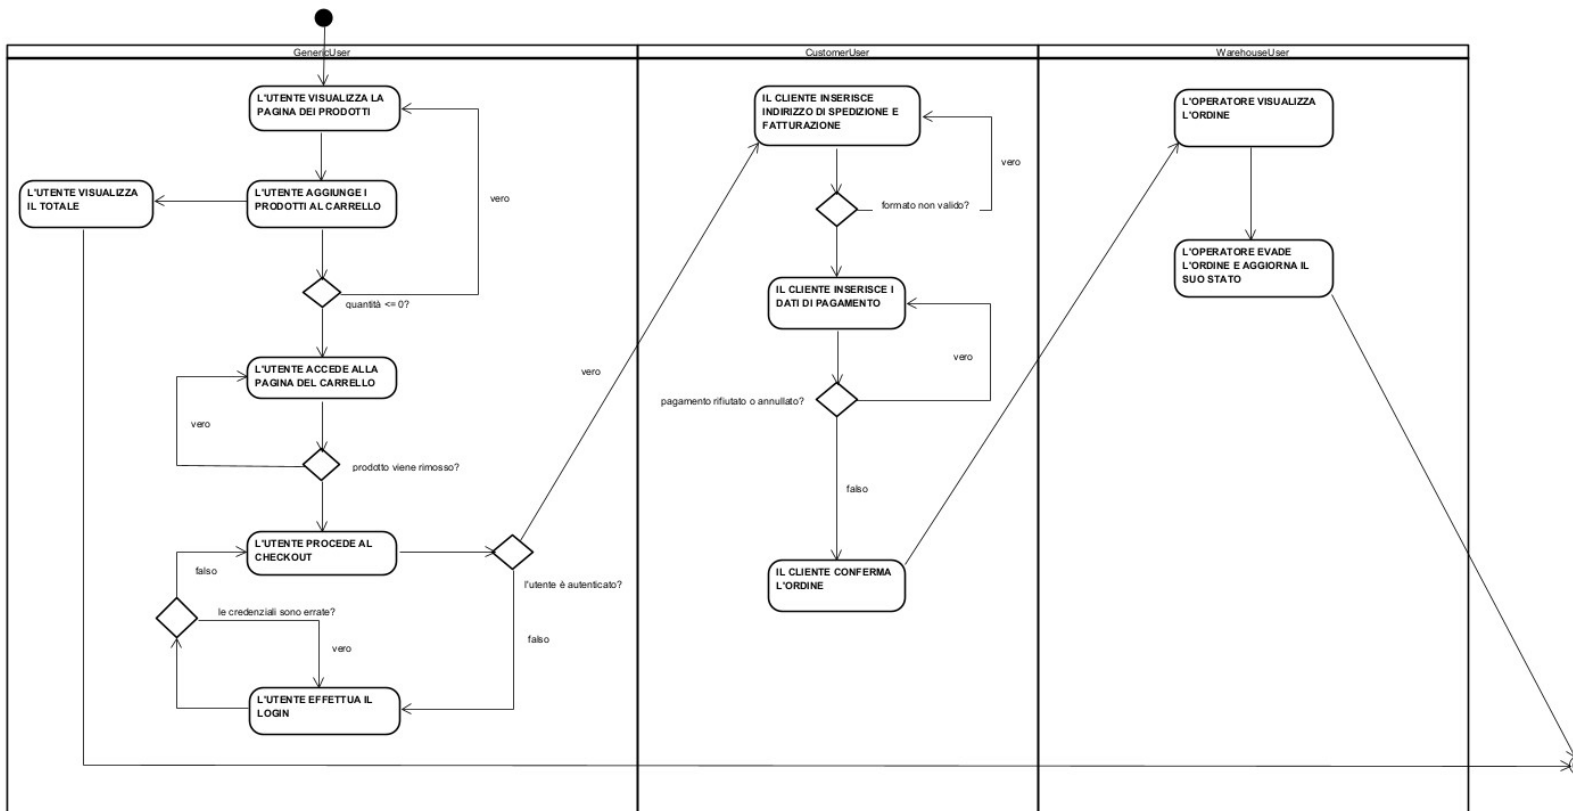 GenericUser
CustomerUser
WarehouseUser
L'UTENTE VISUALIZZA LA
PAGINA DEI PRODOTTI
L'UTENTE VISUALIZZA
IL TOTALE
L'UTENTE AGGIUNGE I
PRODOTTI AL CARRELLO
vero
quantità <= 0?
L'UTENTE ACCEDE ALLA
PAGINA DEL CARRELLO
vero
prodotto viene rimosso?
L'UTENTE PROCEDE AL
CHECKOUT
falso
l'utente è autenticato?
le credenziali sono errate?
vero
falso
L'UTENTE EFFETTUA IL
LOGIN
vero
IL CLIENTE INSERISCE
INDIRIZZO DI SPEDIZIONE E
FATTURAZIONE
vero
formato non valido?
IL CLIENTE INSERISCE I
DATI DI PAGAMENTO
vero
pagamento rifiutato o annullato?
falso
IL CLIENTE CONFERMA
L'ORDINE
L'OPERATORE VISUALIZZA
L'ORDINE
L'OPERATORE EVADE
L'ORDINE E AGGIORNA IL
SUO STATO